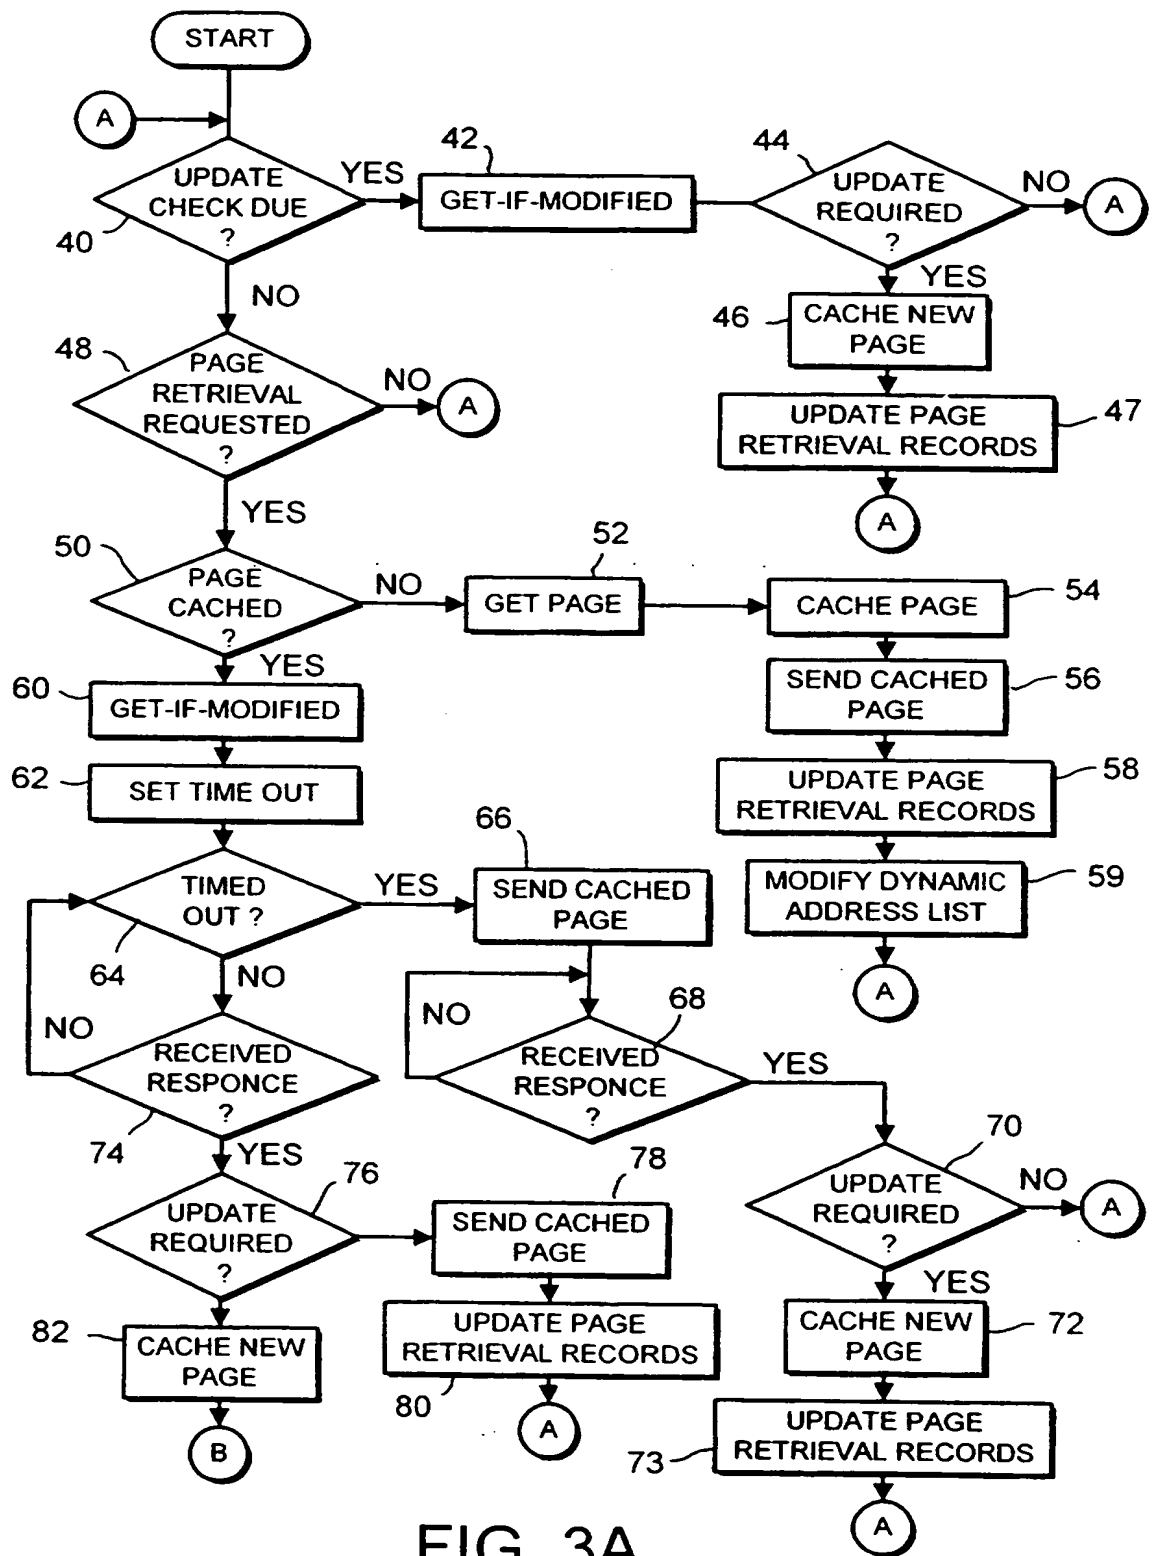 START
A
UPDATE
CHECK DUE
?
40
YES
42
GET-IF-MODIFIED
44
UPDATE
REQUIRED
?
NO
A
YES
46
CACHE NEW
PAGE
47
UPDATE PAGE
RETRIEVAL RECORDS
A
NO
48
PAGE
RETRIEVAL
REQUESTED
?
NO
A
YES
50
PAGE
CACHED
?
NO
52
GET PAGE
CACHE PAGE
54
SEND CACHED
PAGE
56
UPDATE PAGE
RETRIEVAL RECORDS
58
MODIFY DYNAMIC
ADDRESS LIST
59
A
YES
60
GET-IF-MODIFIED
62
SET TIME OUT
TIMED
OUT ?
64
YES
66
SEND CACHED
PAGE
NO
NO
RECEIVED
RESPONCE
?
74
NO
68
RECEIVED
RESPONCE
?
YES
70
UPDATE
REQUIRED
?
NO
A
YES
CACHE NEW
PAGE
72
UPDATE PAGE
RETRIEVAL RECORDS
73
A
YES
76
UPDATE
REQUIRED
?
78
SEND CACHED
PAGE
UPDATE PAGE
RETRIEVAL RECORDS
80
A
82
CACHE NEW
PAGE
B
FIG. 3A